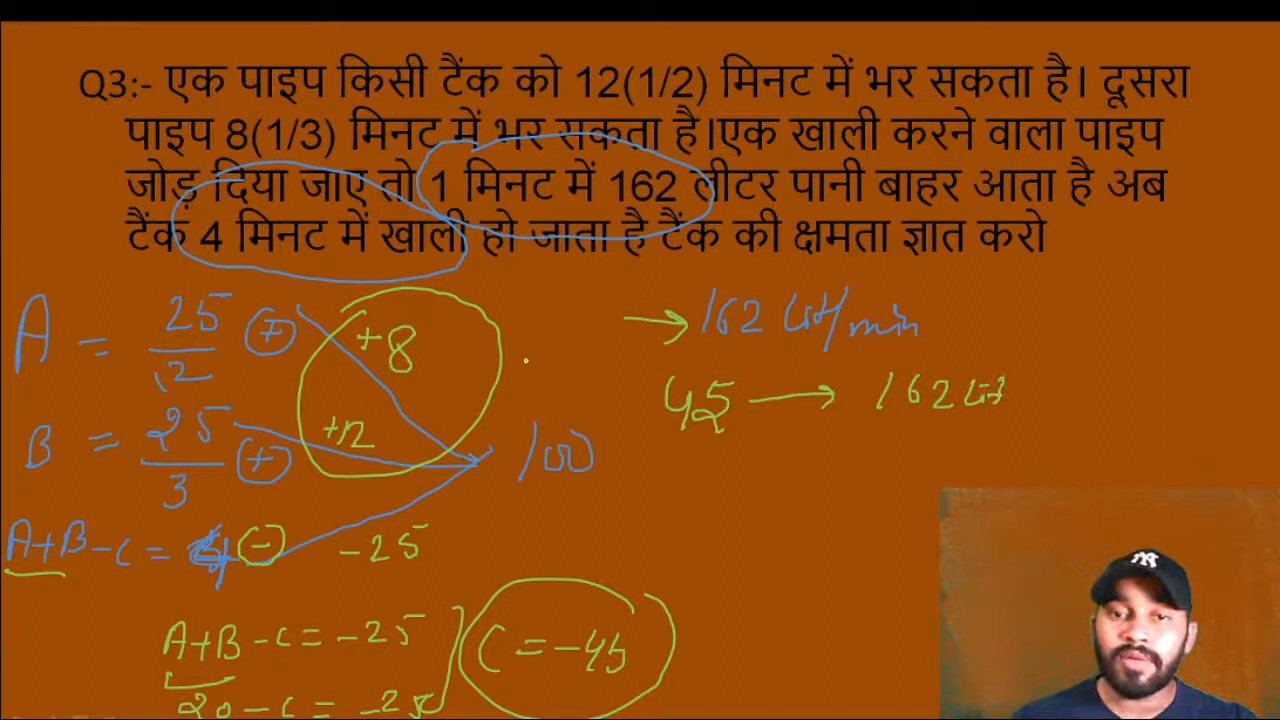 Q3:- एक पाइप किसी टैंक को 12(1/2) मिनट में भर सकता है। दूसरा
पाइप 8(1/3) मिनट में भर सकता है।एक खाली करने वाला पाइप
जोड़ दिया जाए तो 1 मिनट में 162 लीटर पानी बाहर आता है अब
टैंक 4 मिनट में खाली हो जाता है टैंक की क्षमता ज्ञात करो
A = 25/2 (+) +8
→ 162 lit/min
45 → 162 lit
B = 25/3 (+) +12
100
A+B-C = 4 (-) -25
A+B-C = -25
C = -45
20-C = -25